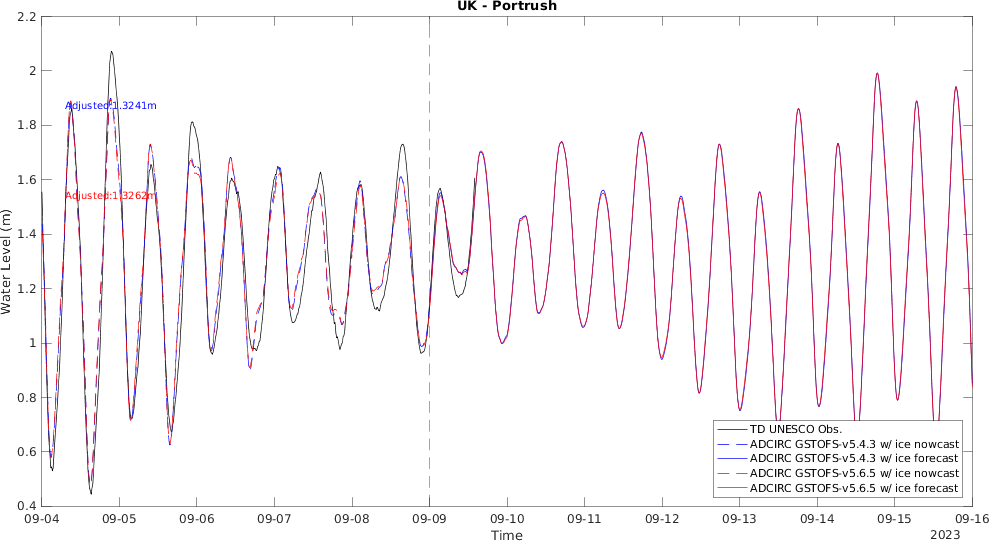 UK - Portrush
2.2
2
1.8
1.6
1.4
1.2
1
0.8
0.6
0.4
Water Level (m)
Adjusted:1.3241m
Adjusted:1.3262m
TD UNESCO Obs.
ADCIRC GSTOFS-v5.4.3 w/ ice nowcast
ADCIRC GSTOFS-v5.4.3 w/ ice forecast
ADCIRC GSTOFS-v5.6.5 w/ ice nowcast
ADCIRC GSTOFS-v5.6.5 w/ ice forecast
09-04 09-05 09-06 09-07 09-08 09-09 09-10 09-11 09-12 09-13 09-14 09-15 09-16
Time
2023